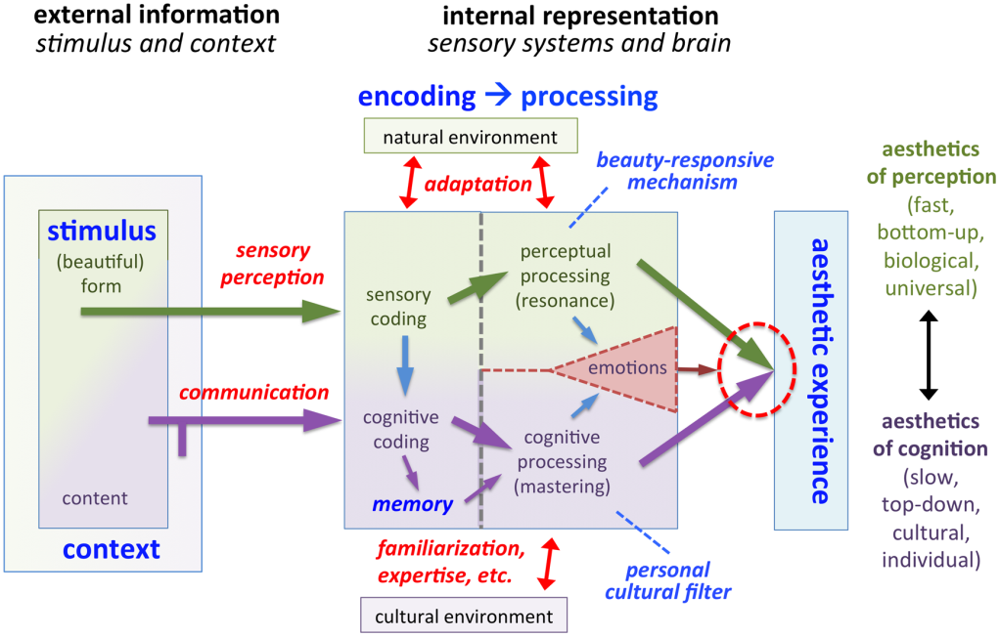 external information
stimulus and context
internal representation
sensory systems and brain
encoding → processing
natural environment
adaptation
beauty-responsive
mechanism
stimulus
(beautiful)
form
content
context
sensory
perception
communication
sensory
coding
cognitive
coding
memory
perceptual
processing
(resonance)
emotions
cognitive
processing
(mastering)
familiarization,
expertise, etc.
cultural environment
personal
cultural filter
aesthetic experience
aesthetics
of perception
(fast,
bottom-up,
biological,
universal)
aesthetics
of cognition
(slow,
top-down,
cultural,
individual)